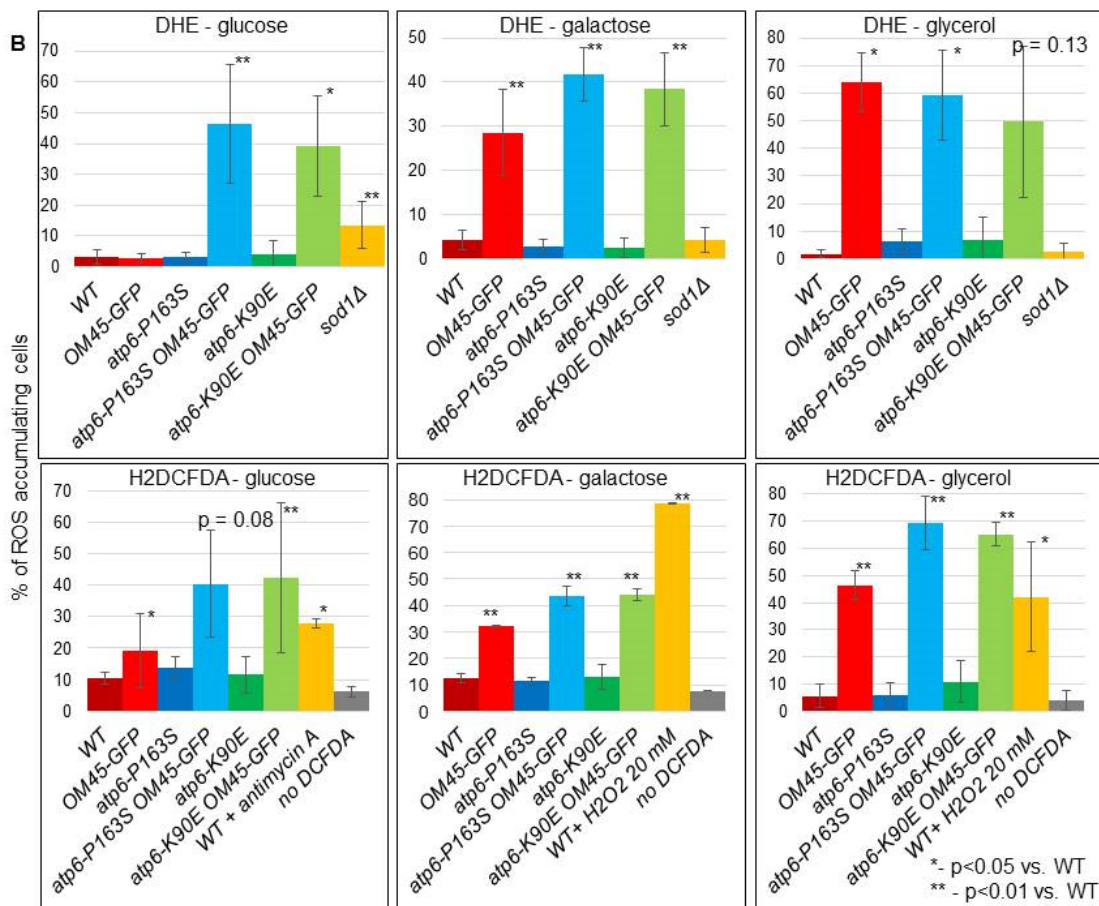 B
% of ROS accumulating cells
DHE - glucose
70
60
50
40
30
20
10
0
**
*
**
WT
OM45-GFP
atp6-P163S
atp6-P163S OM45-GFP
atp6-K90E
atp6-K90E OM45-GFP
sod1Δ
DHE - galactose
50
40
30
20
10
0
**
**
**
WT
OM45-GFP
atp6-P163S
atp6-P163S OM45-GFP
atp6-K90E
atp6-K90E OM45-GFP
sod1Δ
DHE - glycerol
80
70
60
50
40
30
20
10
0
*
*
p = 0.13
WT
OM45-GFP
atp6-P163S
atp6-P163S OM45-GFP
atp6-K90E
atp6-K90E OM45-GFP
sod1Δ
H2DCFDA - glucose
70
60
50
40
30
20
10
0
*
p = 0.08
**
*
WT
OM45-GFP
atp6-P163S
atp6-P163S OM45-GFP
atp6-K90E
atp6-K90E OM45-GFP
WT + antimycin A
no DCFDA
H2DCFDA - galactose
80
70
60
50
40
30
20
10
0
**
**
**
**
WT
OM45-GFP
atp6-P163S
atp6-P163S OM45-GFP
atp6-K90E
atp6-K90E OM45-GFP
WT+ H2O2 20 mM
no DCFDA
H2DCFDA - glycerol
80
70
60
50
40
30
20
10
0
**
**
**
*
WT
OM45-GFP
atp6-P163S
atp6-P163S OM45-GFP
atp6-K90E
atp6-K90E OM45-GFP
WT+ H2O2 20 mM
no DCFDA
*- p<0.05 vs. WT
** - p<0.01 vs. WT